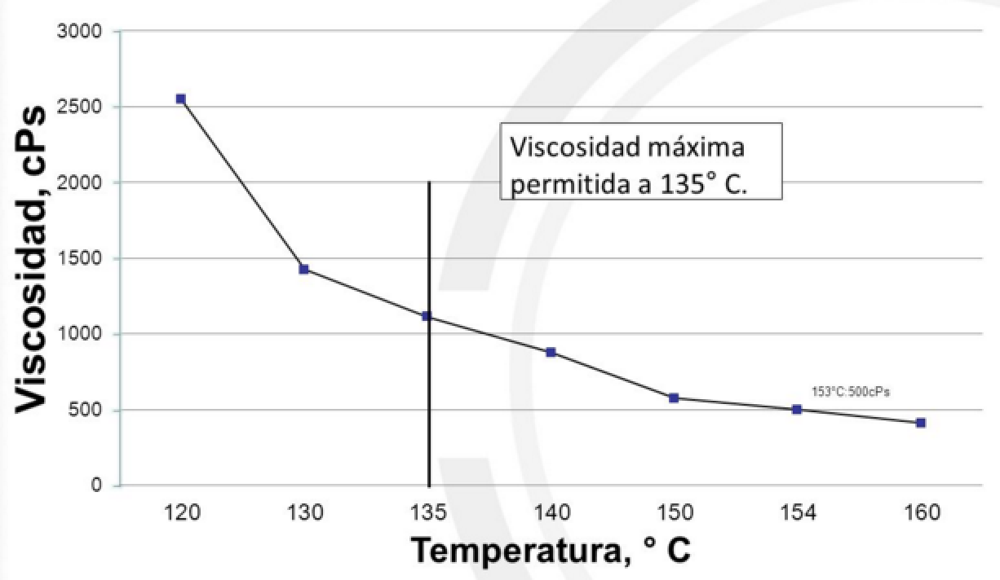 3000
2500
2000
1500
1000
500
0
Viscosidad, cPs
Viscosidad máxima
permitida a 135° C.
153°C:500cPs
120 130 135 140 150 154 160
Temperatura, ° C